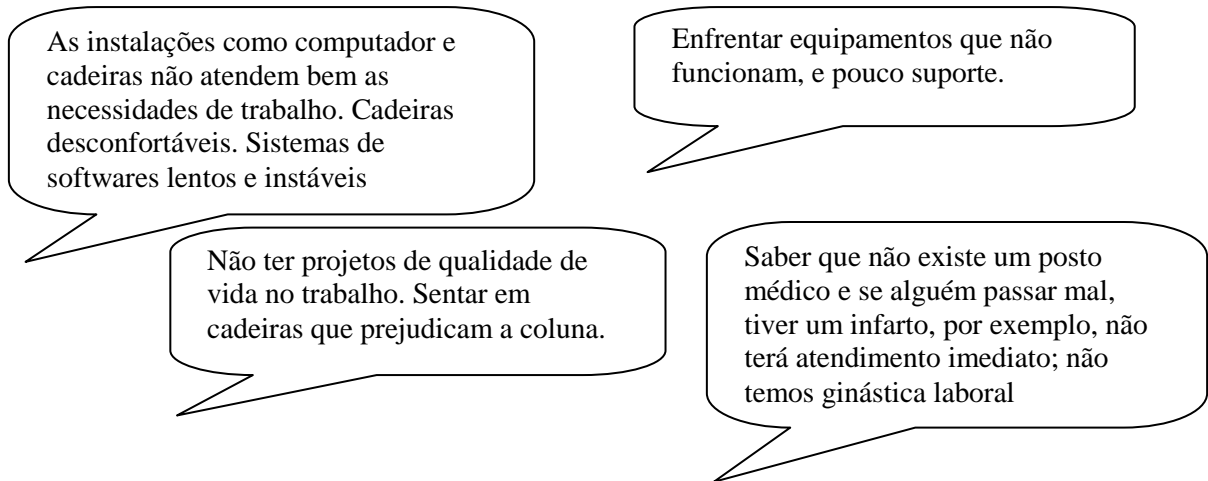 As instalações como computador e
cadeiras não atendem bem as
necessidades de trabalho. Cadeiras
desconfortáveis. Sistemas de
softwares lentos e instáveis
Enfrentar equipamentos que não
funcionam, e pouco suporte.
Não ter projetos de qualidade de
vida no trabalho. Sentar em
cadeiras que prejudicam a coluna.
Saber que não existe um posto
médico e se alguém passar mal,
tiver um infarto, por exemplo, não
terá atendimento imediato; não
temos ginástica laboral